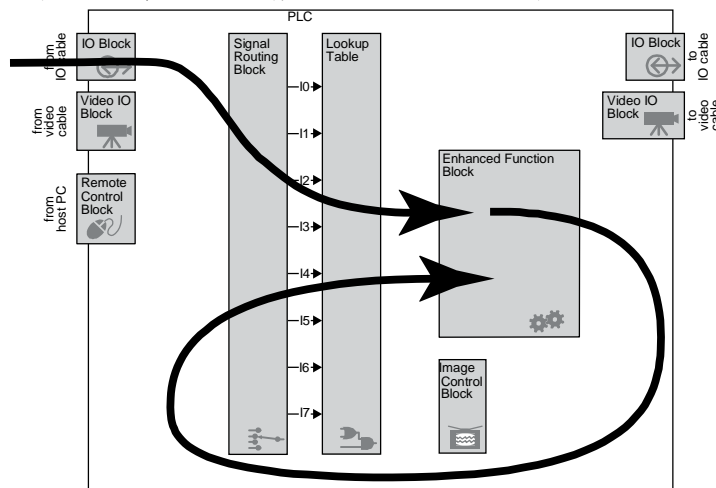 PLC
IO Block
from
IO cable
Video IO
Block
from
video
cable
Remote
Control
Block
from
host PC
Signal
Routing
Block
Lookup
Table
I0
I1
I2
I3
I4
I5
I6
I7
Enhanced Function
Block
Image
Control
Block
IO Block
to
IO cable
Video IO
Block
to
video
cable